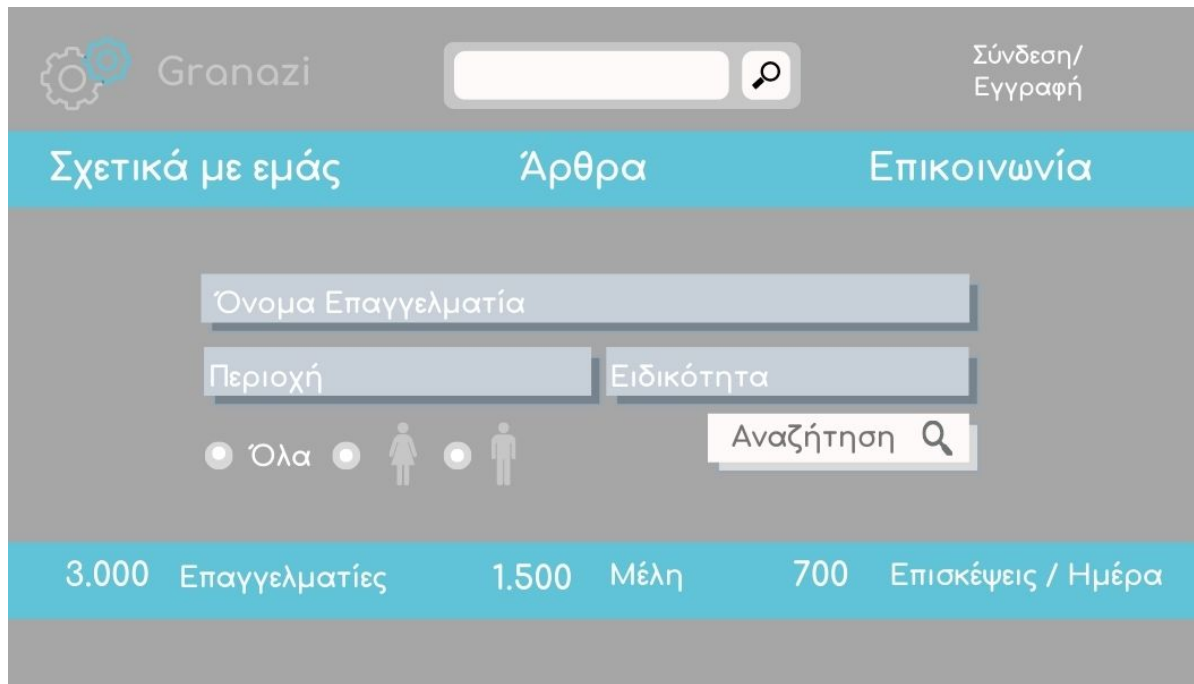 Granazi
Σύνδεση/
Εγγραφή
Σχετικά με εμάς Άρθρα Επικοινωνία
Όνομα Επαγγελματία
Περιοχή Ειδικότητα
Όλα Αναζήτηση
3.000 Επαγγελματίες 1.500 Μέλη 700 Επισκέψεις / Ημέρα